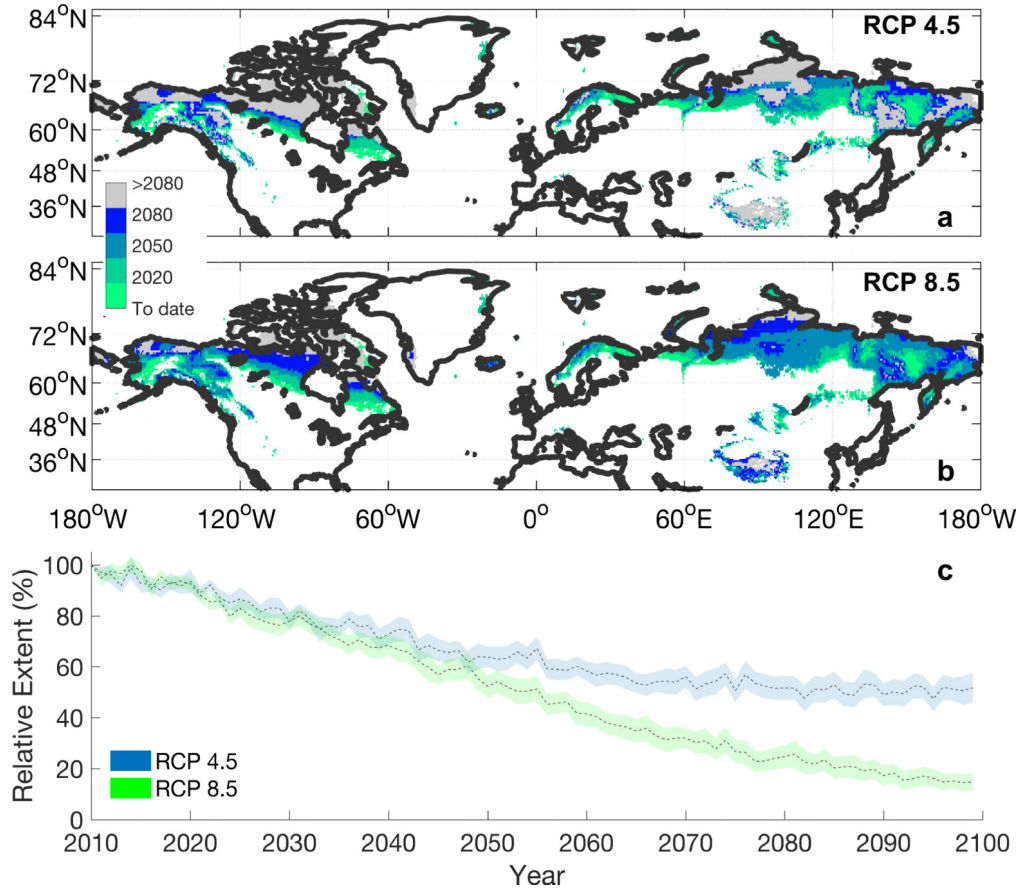 84°N
72°N
60°N
48°N
36°N
RCP 4.5
a
>2080
2080
2050
2020
To date
84°N
72°N
60°N
48°N
36°N
RCP 8.5
b
180°W 120°W 60°W 0° 60°E 120°E 180°W
c
Relative Extent (%)
100
80
60
40
20
0
RCP 4.5
RCP 8.5
2010 2020 2030 2040 2050 2060 2070 2080 2090 2100
Year